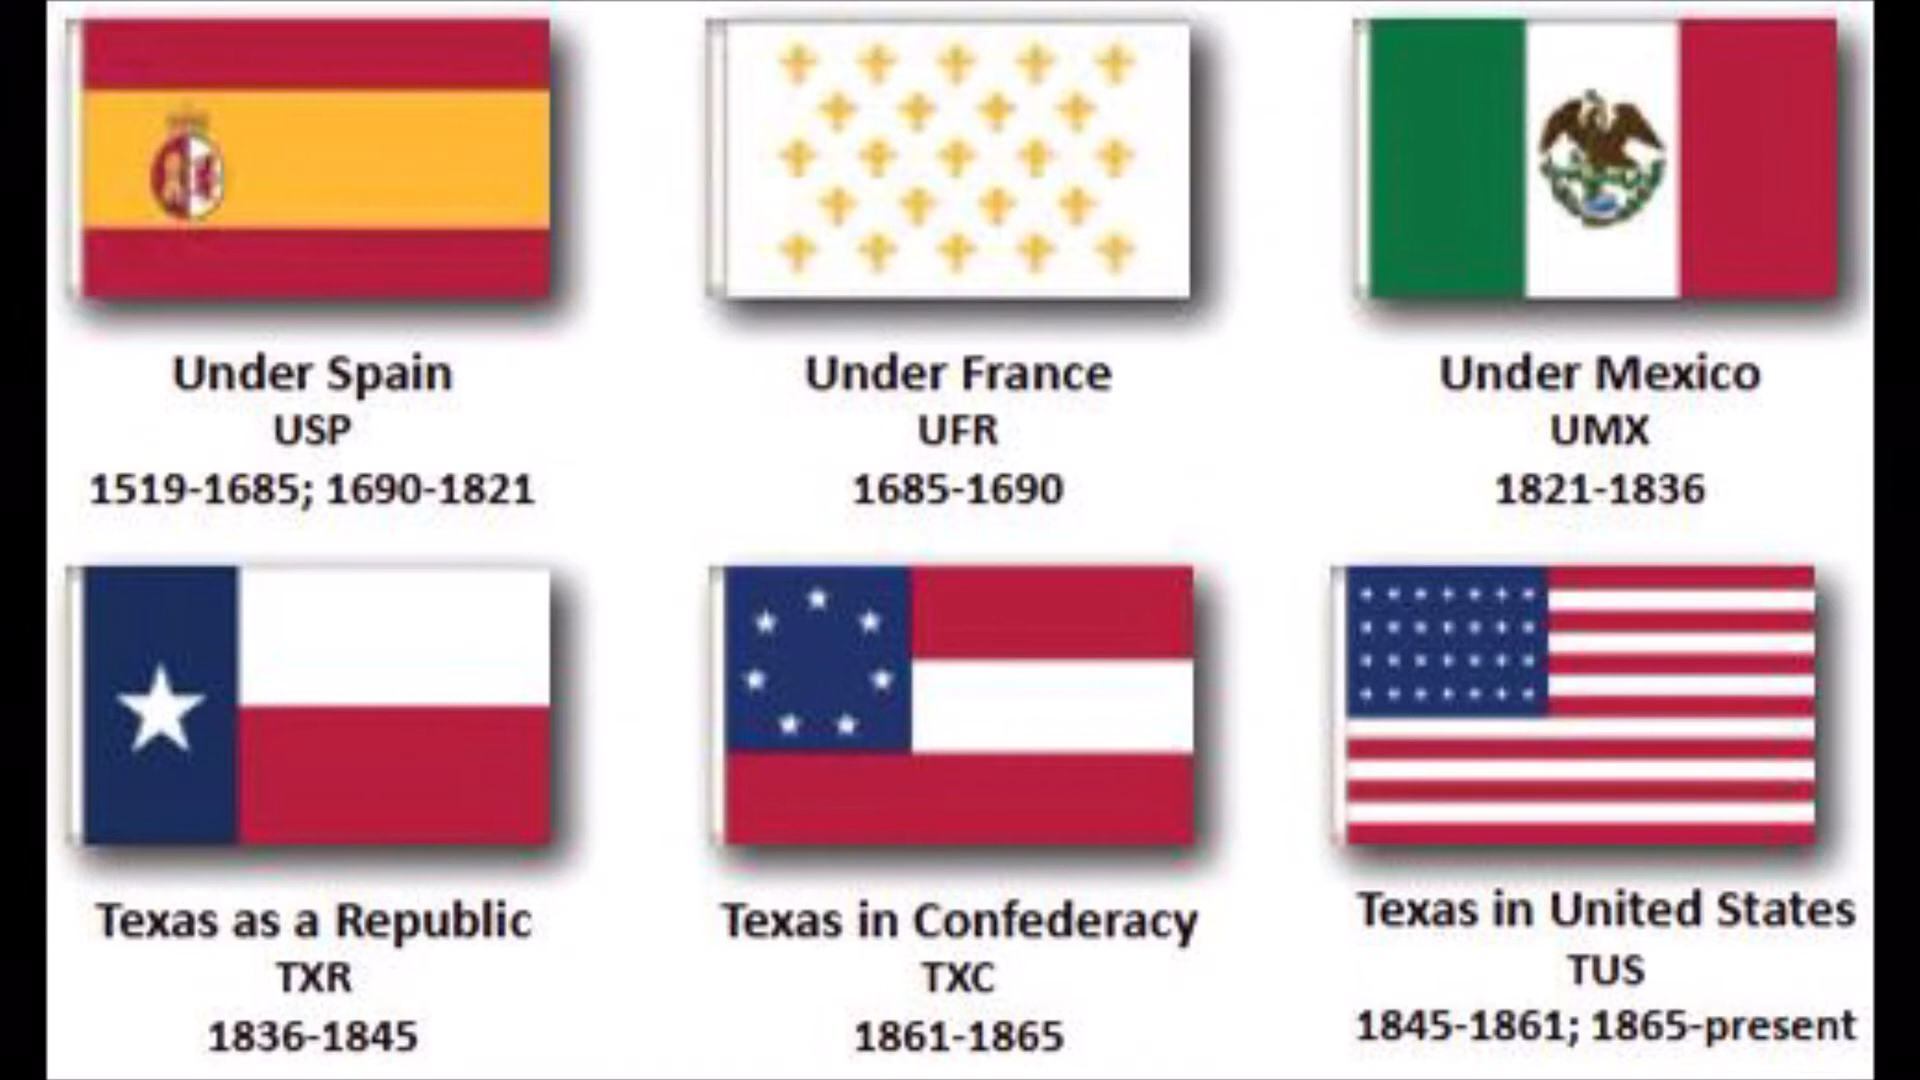 Under Spain
USP
1519-1685; 1690-1821
Under France
UFR
1685-1690
Under Mexico
UMX
1821-1836
Texas as a Republic
TXR
1836-1845
Texas in Confederacy
TXC
1861-1865
Texas in United States
TUS
1845-1861; 1865-present